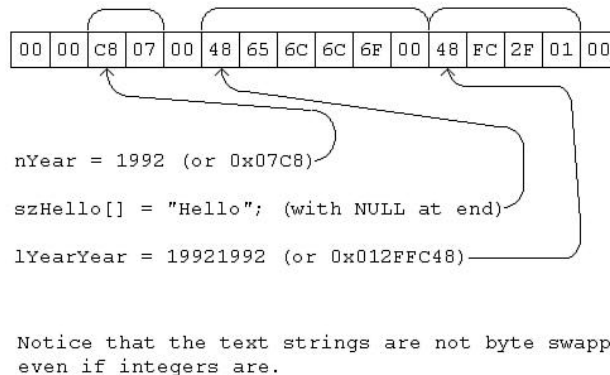 00 00 C8 07 00 48 65 6C 6C 6F 00 48 FC 2F 01 00
nYear = 1992 (or 0x07C8)
szHello[] = "Hello"; (with NULL at end)
lYearYear = 19921992 (or 0x012FFC48)
Notice that the text strings are not byte swapp
even if integers are.